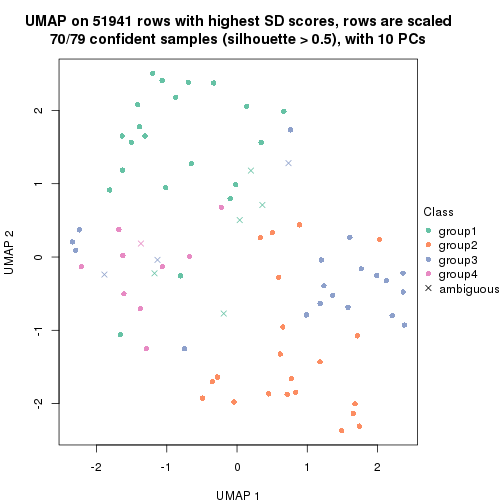 UMAP on 51941 rows with highest SD scores, rows are scaled
70/79 confident samples (silhouette > 0.5), with 10 PCs
2
1
0
-1
-2
UMAP 2
-2
-1
0
1
2
UMAP 1
Class
group1
group2
group3
group4
ambiguous